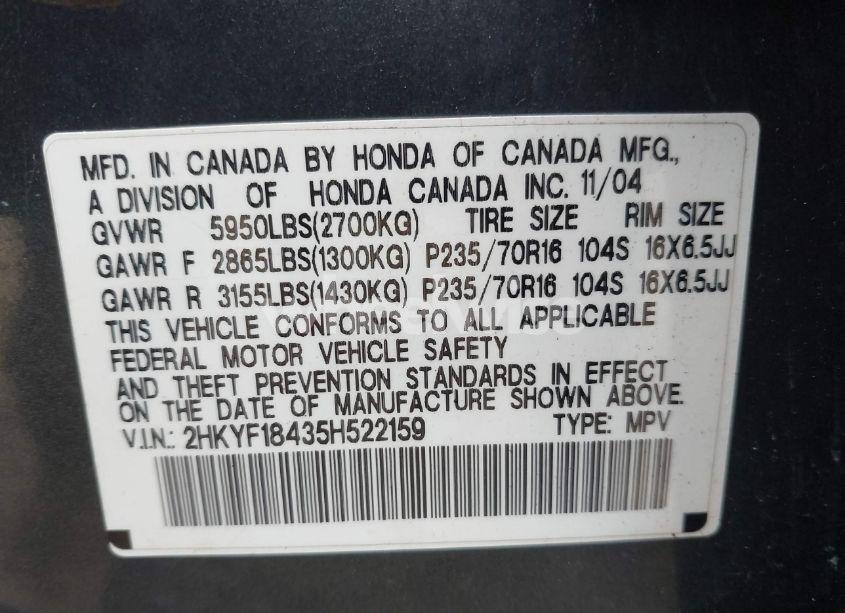 MFD. IN CANADA BY HONDA OF CANADA MFG.,
A DIVISION OF HONDA CANADA INC. 11/04
GVWR 5950LBS(2700KG) TIRE SIZE RIM SIZE
GAWR F 2865LBS(1300KG) P235/70R16 104S 16X6.5JJ
GAWR R 3155LBS(1430KG) P235/70R16 104S 16X6.5JJ
THIS VEHICLE CONFORMS TO ALL APPLICABLE
FEDERAL MOTOR VEHICLE SAFETY
AND THEFT PREVENTION STANDARDS IN EFFECT
ON THE DATE OF MANUFACTURE SHOWN ABOVE.
V.I.N.: 2HKYF18435H522159 TYPE: MPV